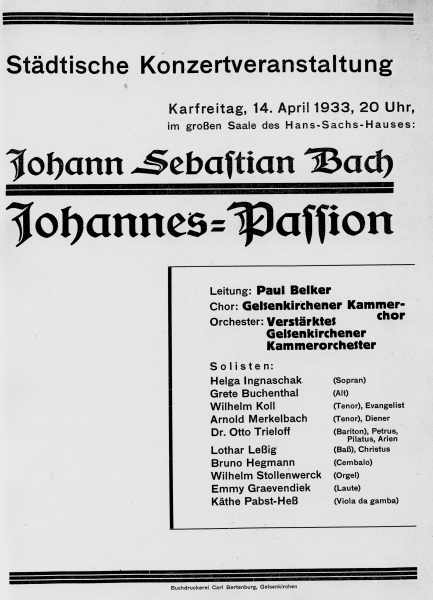 Städtische Konzertveranstaltung
Karfreitag, 14. April 1933, 20 Uhr,
im großen Saale des Hans-Sachs-Hauses:
Johann Sebaſtian Bach
Johannes=Paſſion
Leitung: Paul Belker
Chor: Gelsenkirchener Kammer-
chor
Orchester: Verstärktes
Gelsenkirchener
Kammerorchester
Solisten:
Helga Ingnaschak (Sopran)
Grete Buchenthal (Alt)
Wilhelm Koll (Tenor), Evangelist
Arnold Merkelbach (Tenor), Diener
Dr. Otto Trieloff (Bariton), Petrus,
Pilatus, Arien
Lothar Leßig (Baß), Christus
Bruno Hegmann (Cembalo)
Wilhelm Stollenwerck (Orgel)
Emmy Graevendiek (Laute)
Käthe Pabst-Heß (Viola da gamba)
Buchdruckerei Carl Bertenburg, Gelsenkirchen